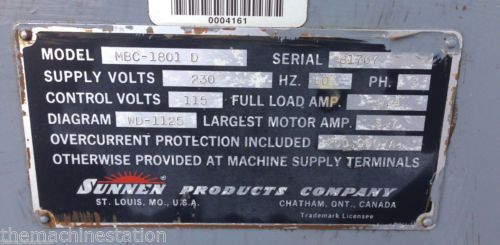 0004161
MODEL MBC-1801 D SERIAL 81707
SUPPLY VOLTS 230 HZ. 60 PH.
CONTROL VOLTS 115 FULL LOAD AMP.
DIAGRAM WD-1125 LARGEST MOTOR AMP.
OVERCURRENT PROTECTION INCLUDED
OTHERWISE PROVIDED AT MACHINE SUPPLY TERMINALS
SUNNEN PRODUCTS COMPANY
ST. LOUIS, MO., U.S.A. CHATHAM, ONT., CANADA
Trademark Licensee
themachinestation